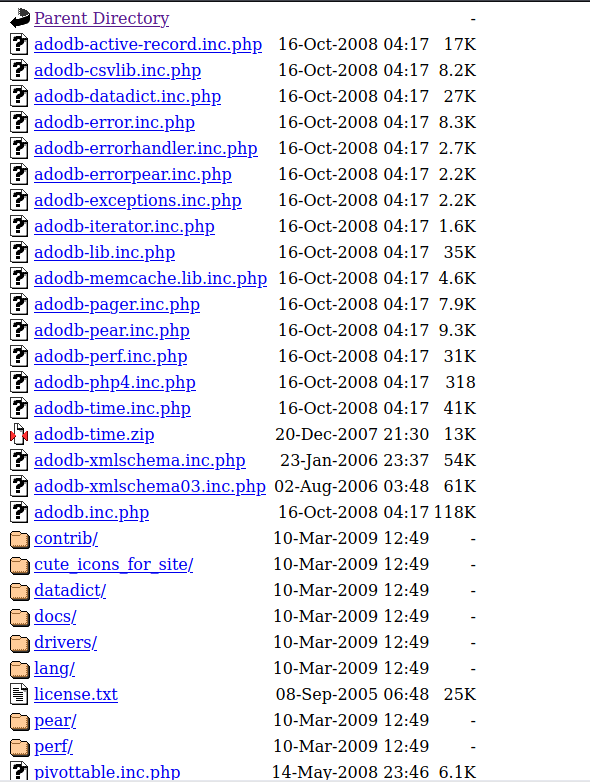 Parent Directory -
adodb-active-record.inc.php 16-Oct-2008 04:17 17K
adodb-csvlib.inc.php 16-Oct-2008 04:17 8.2K
adodb-datadict.inc.php 16-Oct-2008 04:17 27K
adodb-error.inc.php 16-Oct-2008 04:17 8.3K
adodb-errorhandler.inc.php 16-Oct-2008 04:17 2.7K
adodb-errorpear.inc.php 16-Oct-2008 04:17 2.2K
adodb-exceptions.inc.php 16-Oct-2008 04:17 2.2K
adodb-iterator.inc.php 16-Oct-2008 04:17 1.6K
adodb-lib.inc.php 16-Oct-2008 04:17 35K
adodb-memcache.lib.inc.php 16-Oct-2008 04:17 4.6K
adodb-pager.inc.php 16-Oct-2008 04:17 7.9K
adodb-pear.inc.php 16-Oct-2008 04:17 9.3K
adodb-perf.inc.php 16-Oct-2008 04:17 31K
adodb-php4.inc.php 16-Oct-2008 04:17 318
adodb-time.inc.php 16-Oct-2008 04:17 41K
adodb-time.zip 20-Dec-2007 21:30 13K
adodb-xmlschema.inc.php 23-Jan-2006 23:37 54K
adodb-xmlschema03.inc.php 02-Aug-2006 03:48 61K
adodb.inc.php 16-Oct-2008 04:17 118K
contrib/ 10-Mar-2009 12:49 -
cute_icons_for_site/ 10-Mar-2009 12:49 -
datadict/ 10-Mar-2009 12:49 -
docs/ 10-Mar-2009 12:49 -
drivers/ 10-Mar-2009 12:49 -
lang/ 10-Mar-2009 12:49 -
license.txt 08-Sep-2005 06:48 25K
pear/ 10-Mar-2009 12:49 -
perf/ 10-Mar-2009 12:49 -
pivottable.inc.php 14-May-2008 23:46 6.1K